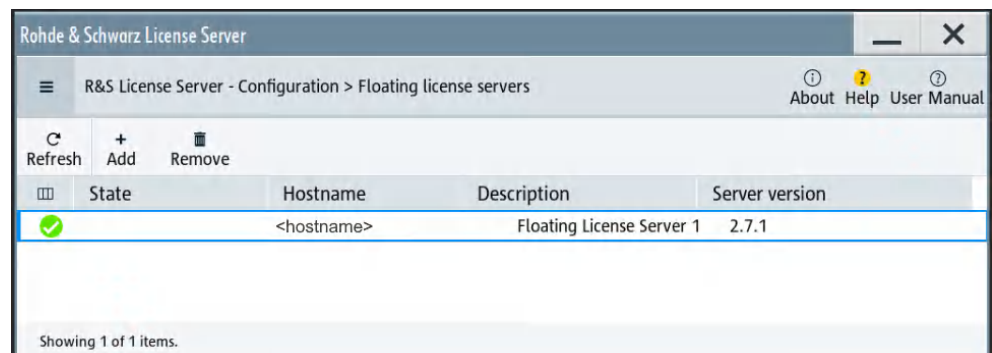 Rohde & Schwarz License Server
R&S License Server - Configuration > Floating license servers
About Help User Manual
Refresh Add Remove
State Hostname Description Server version
<hostname> Floating License Server 1 2.7.1
Showing 1 of 1 items.